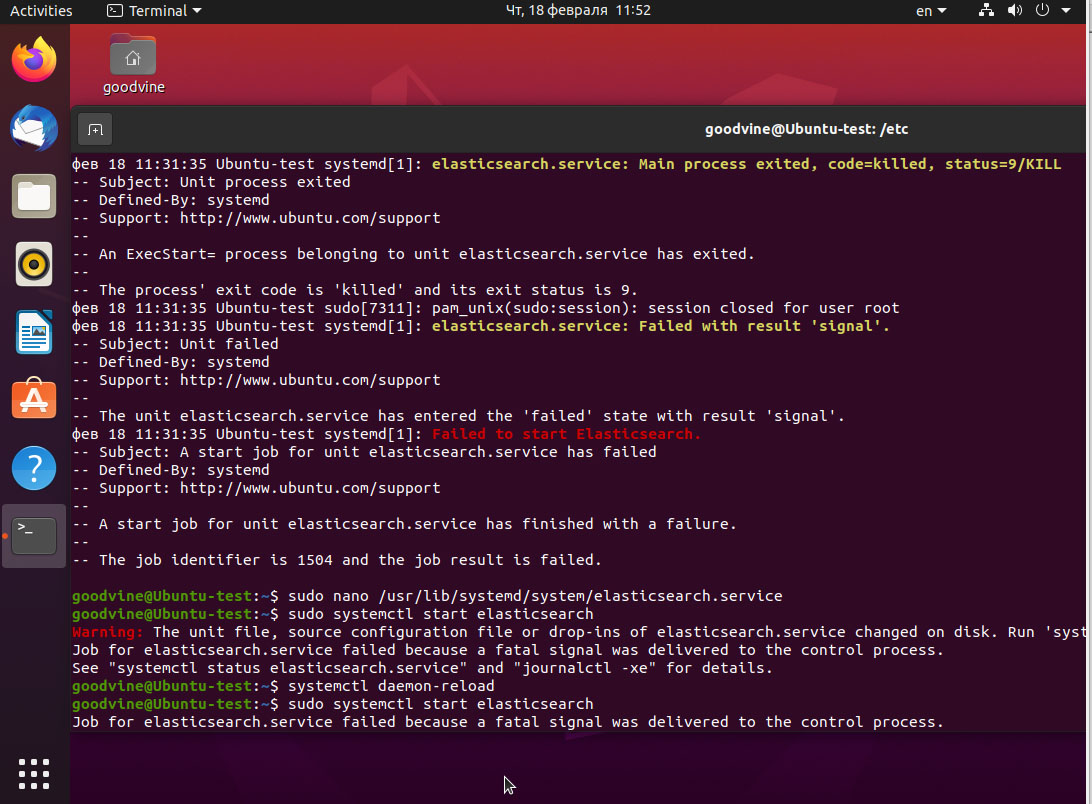 Activities Terminal Чт, 18 февраля 11:52 en
goodvine
goodvine@Ubuntu-test: /etc
фев 18 11:31:35 Ubuntu-test systemd[1]: elasticsearch.service: Main process exited, code=killed, status=9/KILL
-- Subject: Unit process exited
-- Defined-By: systemd
-- Support: http://www.ubuntu.com/support
--
-- An ExecStart= process belonging to unit elasticsearch.service has exited.
--
-- The process' exit code is 'killed' and its exit status is 9.
фев 18 11:31:35 Ubuntu-test sudo[7311]: pam_unix(sudo:session): session closed for user root
фев 18 11:31:35 Ubuntu-test systemd[1]: elasticsearch.service: Failed with result 'signal'.
-- Subject: Unit failed
-- Defined-By: systemd
-- Support: http://www.ubuntu.com/support
--
-- The unit elasticsearch.service has entered the 'failed' state with result 'signal'.
фев 18 11:31:35 Ubuntu-test systemd[1]: Failed to start Elasticsearch.
-- Subject: A start job for unit elasticsearch.service has failed
-- Defined-By: systemd
-- Support: http://www.ubuntu.com/support
--
-- A start job for unit elasticsearch.service has finished with a failure.
--
-- The job identifier is 1504 and the job result is failed.
goodvine@Ubuntu-test:~$ sudo nano /usr/lib/systemd/system/elasticsearch.service
goodvine@Ubuntu-test:~$ sudo systemctl start elasticsearch
Warning: The unit file, source configuration file or drop-ins of elasticsearch.service changed on disk. Run 'syst
Job for elasticsearch.service failed because a fatal signal was delivered to the control process.
See "systemctl status elasticsearch.service" and "journalctl -xe" for details.
goodvine@Ubuntu-test:~$ systemctl daemon-reload
goodvine@Ubuntu-test:~$ sudo systemctl start elasticsearch
Job for elasticsearch.service failed because a fatal signal was delivered to the control process.